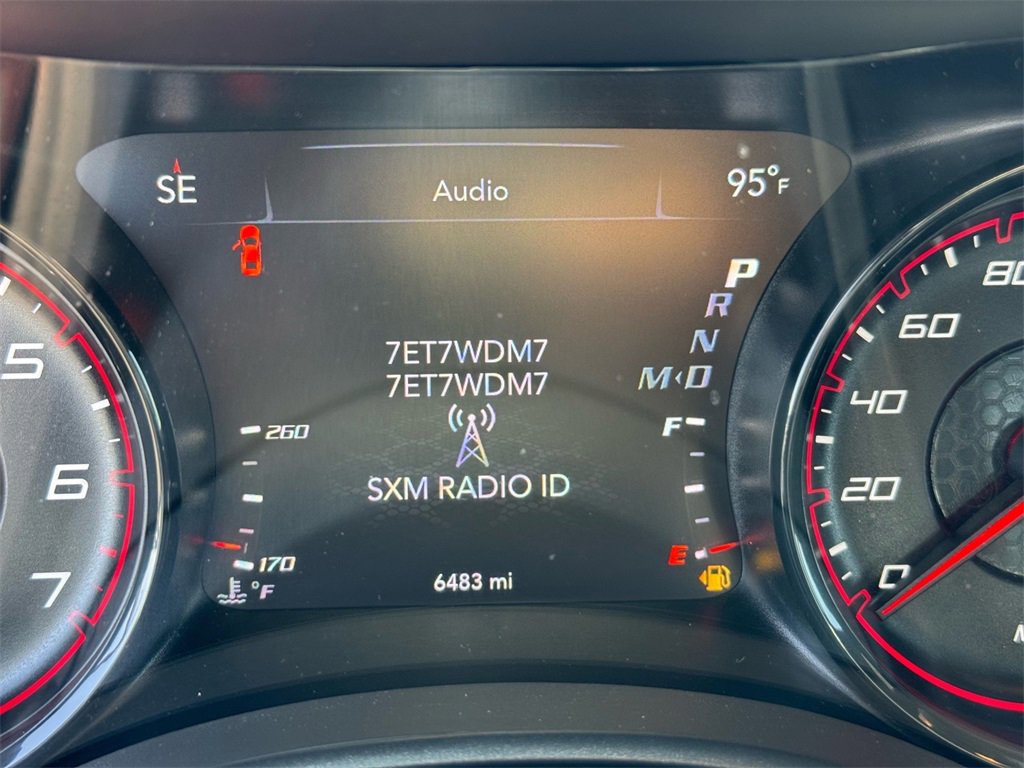 SE
Audio
95°F
P
R
N
M‹D
7ET7WDM7
7ET7WDM7
SXM RADIO ID
260
170
°F
F
E
6483 mi
5
6
7
80
60
40
20
0
M